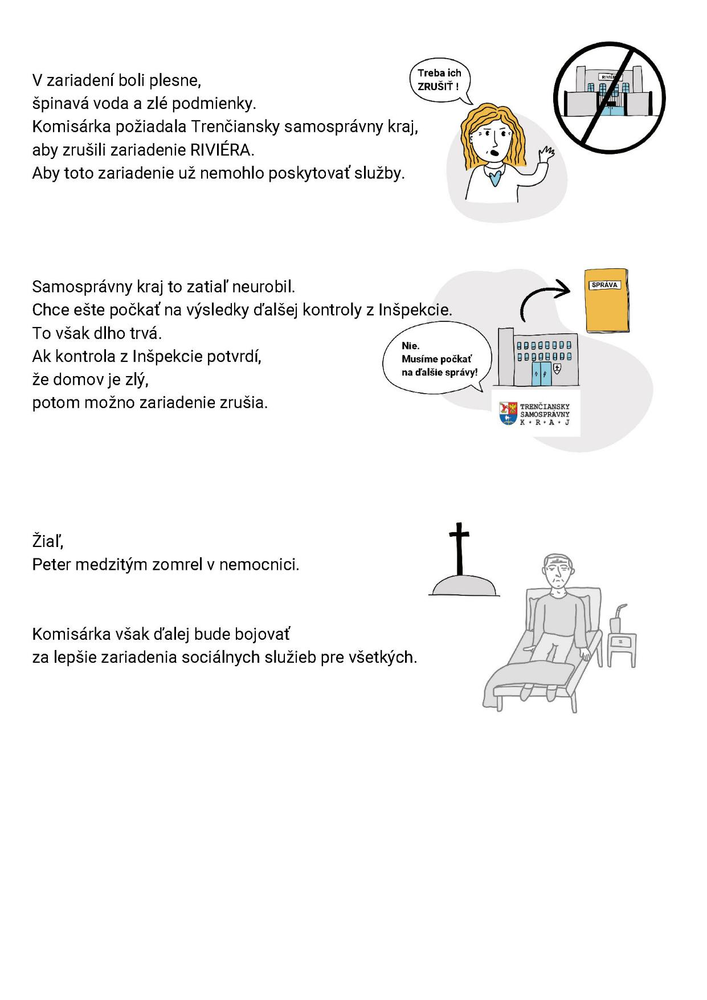 V zariadení boli plesne,
špinavá voda a zlé podmienky.
Komisárka požiadala Trenčiansky samosprávny kraj,
aby zrušili zariadenie RIVIÉRA.
Aby toto zariadenie už nemohlo poskytovať služby.
Treba ich
ZRUŠIŤ !
Samosprávny kraj to zatiaľ neurobil.
Chce ešte počkať na výsledky ďalšej kontroly z Inšpekcie.
To však dlho trvá.
Ak kontrola z Inšpekcie potvrdí,
že domov je zlý,
potom možno zariadenie zrušia.
SPRÁVA
Nie.
Musíme počkať
na ďalšie správy!
TRENČIANSKY
SAMOSPRÁVNY
K • R • A • J
Žiaľ,
Peter medzitým zomrel v nemocnici.
Komisárka však ďalej bude bojovať
za lepšie zariadenia sociálnych služieb pre všetkých.